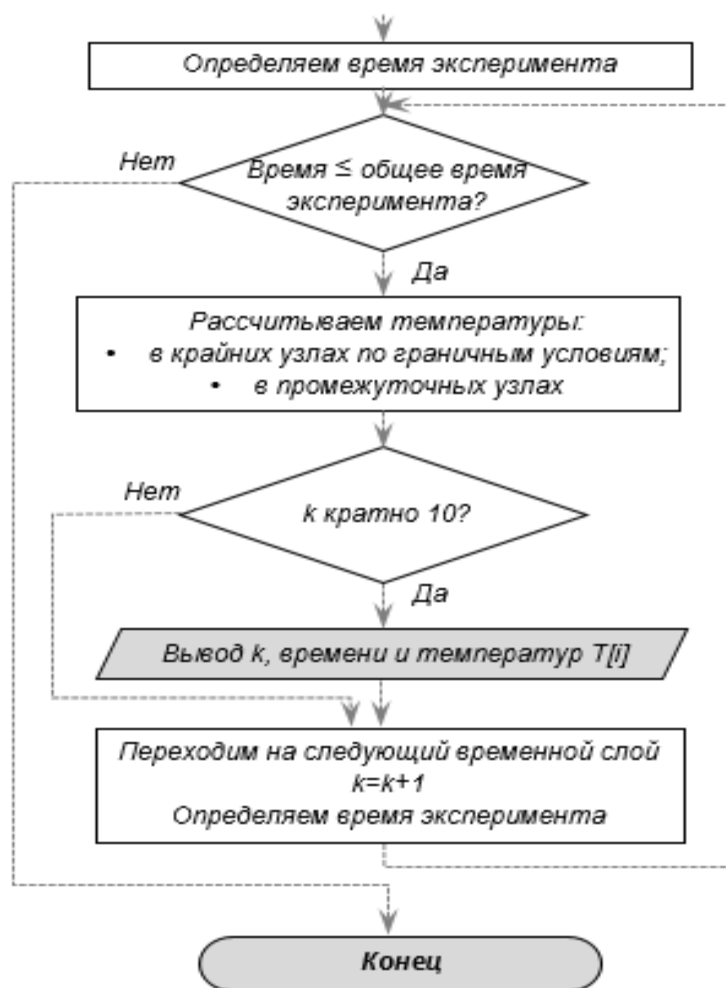 Определяем время эксперимента
Нет
Время ≤ общее время
эксперимента?
Да
Рассчитываем температуры:
• в крайних узлах по граничным условиям;
• в промежуточных узлах
Нет
k кратно 10?
Да
Вывод k, времени и температур T[i]
Переходим на следующий временной слой
k=k+1
Определяем время эксперимента
Конец